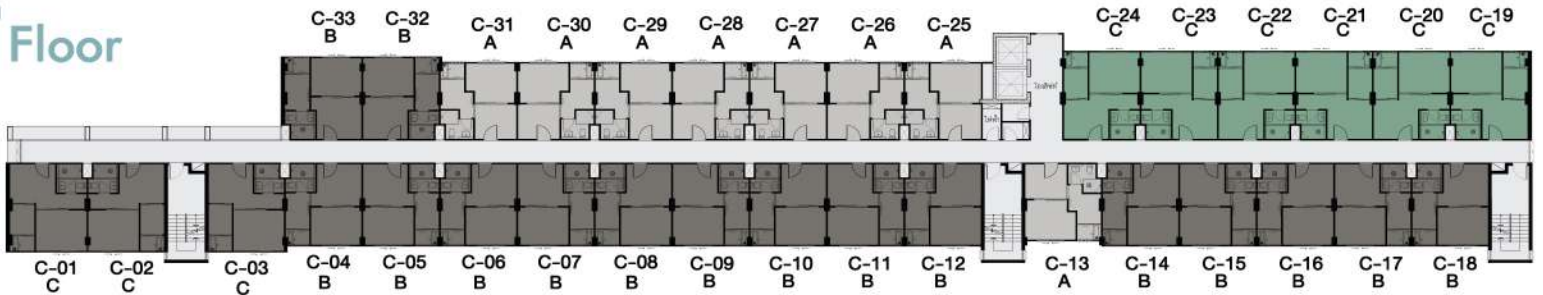 Floor
C-33
B
C-32
B
C-31
A
C-30
A
C-29
A
C-28
A
C-27
A
C-26
A
C-25
A
C-24
C
C-23
C
C-22
C
C-21
C
C-20
C
C-19
C
C-01
C
C-02
C
C-03
C
C-04
B
C-05
B
C-06
B
C-07
B
C-08
B
C-09
B
C-10
B
C-11
B
C-12
B
C-13
A
C-14
B
C-15
B
C-16
B
C-17
B
C-18
B